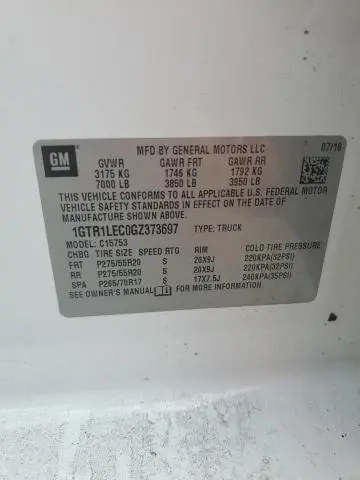 GM
MFD BY GENERAL MOTORS LLC 07/16
GVWR GAWR FRT GAWR RR
3175 KG 1746 KG 1792 KG
7000 LB 3850 LB 3950 LB
THIS VEHICLE CONFORMS TO ALL APPLICABLE U.S. FEDERAL MOTOR
VEHICLE SAFETY STANDARDS IN EFFECT ON THE DATE OF
MANUFACTURE SHOWN ABOVE.
1GTR1LEC0GZ373697 TYPE: TRUCK
MODEL: C15753
CHBG TIRE SIZE SPEED RTG RIM COLD TIRE PRESSURE
FRT P275/55R20 S 20X9J 220KPA(32PSI)
RR P275/55R20 S 20X9J 220KPA(32PSI)
SPA P265/70R17 S 17X7.5J 240KPA(35PSI)
SEE OWNER'S MANUAL FOR MORE INFORMATION